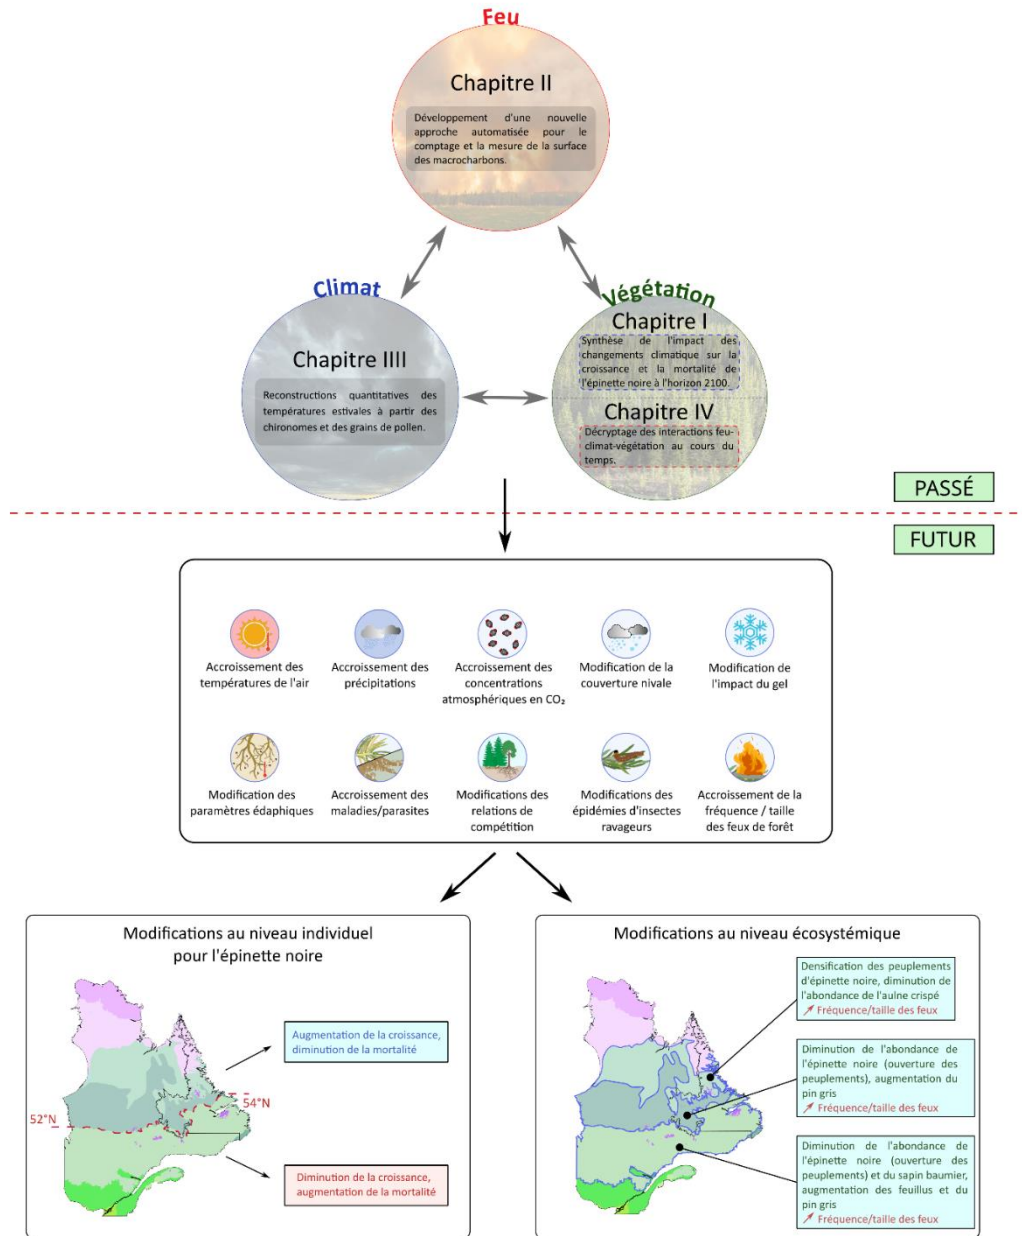 Feu
Chapitre II
Développement d'une nouvelle
approche automatisée pour le
comptage et la mesure de la surface
des macrocharbons.
Climat
Chapitre IIII
Reconstructions quantitatives des
températures estivales à partir des
chironomes et des grains de pollen.
Végétation
Chapitre I
Synthèse de l'impact des
changements climatique sur la
croissance et la mortalité de
l'épinette noire à l'horizon 2100.
Chapitre IV
Décryptage des interactions feu-
climat-végétation au cours du
temps.
PASSÉ
FUTUR
Accroissement des
températures de l'air
Accroissement des
précipitations
Accroissement des
concentrations
atmosphériques en CO₂
Modification de la
couverture nivale
Modification de
l'impact du gel
Modification des
paramètres édaphiques
Accroissement des
maladies/parasites
Modifications des
relations de
compétition
Modifications des
épidémies d'insectes
ravageurs
Accroissement de la
fréquence / taille
des feux de forêt
Modifications au niveau individuel
pour l'épinette noire
Augmentation de la croissance,
diminution de la mortalité
52°N
54°N
Diminution de la croissance,
augmentation de la mortalité
Modifications au niveau écosystémique
Densification des peuplements
d'épinette noire, diminution de
l'abondance de l'aulne crispé
↗ Fréquence/taille des feux
Diminution de l'abondance de
l'épinette noire (ouverture des
peuplements), augmentation du
pin gris
↗ Fréquence/taille des feux
Diminution de l'abondance de
l'épinette noire (ouverture des
peuplements) et du sapin baumier,
augmentation des feuillus et du
pin gris
↗ Fréquence/taille des feux